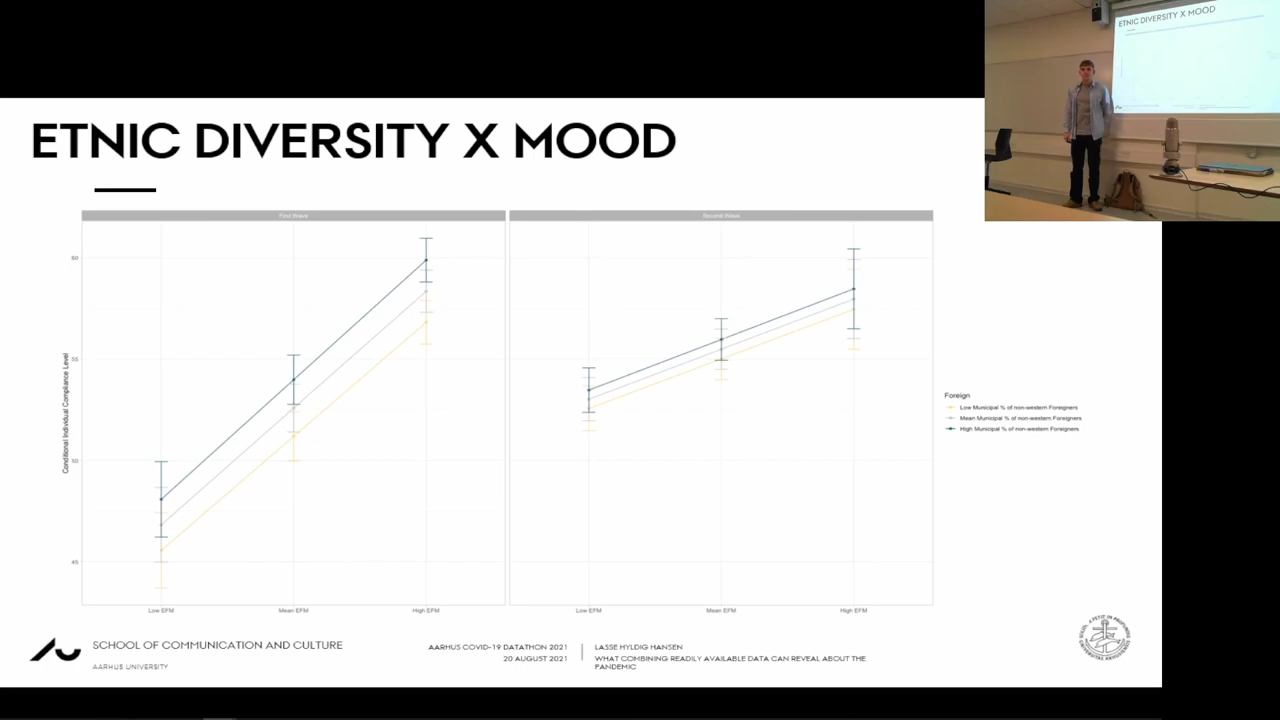 ETNIC DIVERSITY X MOOD
ETNIC DIVERSITY X MOOD
First Wave
Second Wave
60
55
50
45
Conditional Individual Compliance Level
Low EFM
Mean EFM
High EFM
Low EFM
Mean EFM
High EFM
Foreign
Low Municipal % of non-western Foreigners
Mean Municipal % of non-western Foreigners
High Municipal % of non-western Foreigners
SCHOOL OF COMMUNICATION AND CULTURE
AARHUS UNIVERSITY
AARHUS COVID-19 DATATHON 2021
20 AUGUST 2021
LASSE HYLDIG HANSEN
WHAT COMBINING READILY AVAILABLE DATA CAN REVEAL ABOUT THE
PANDEMIC